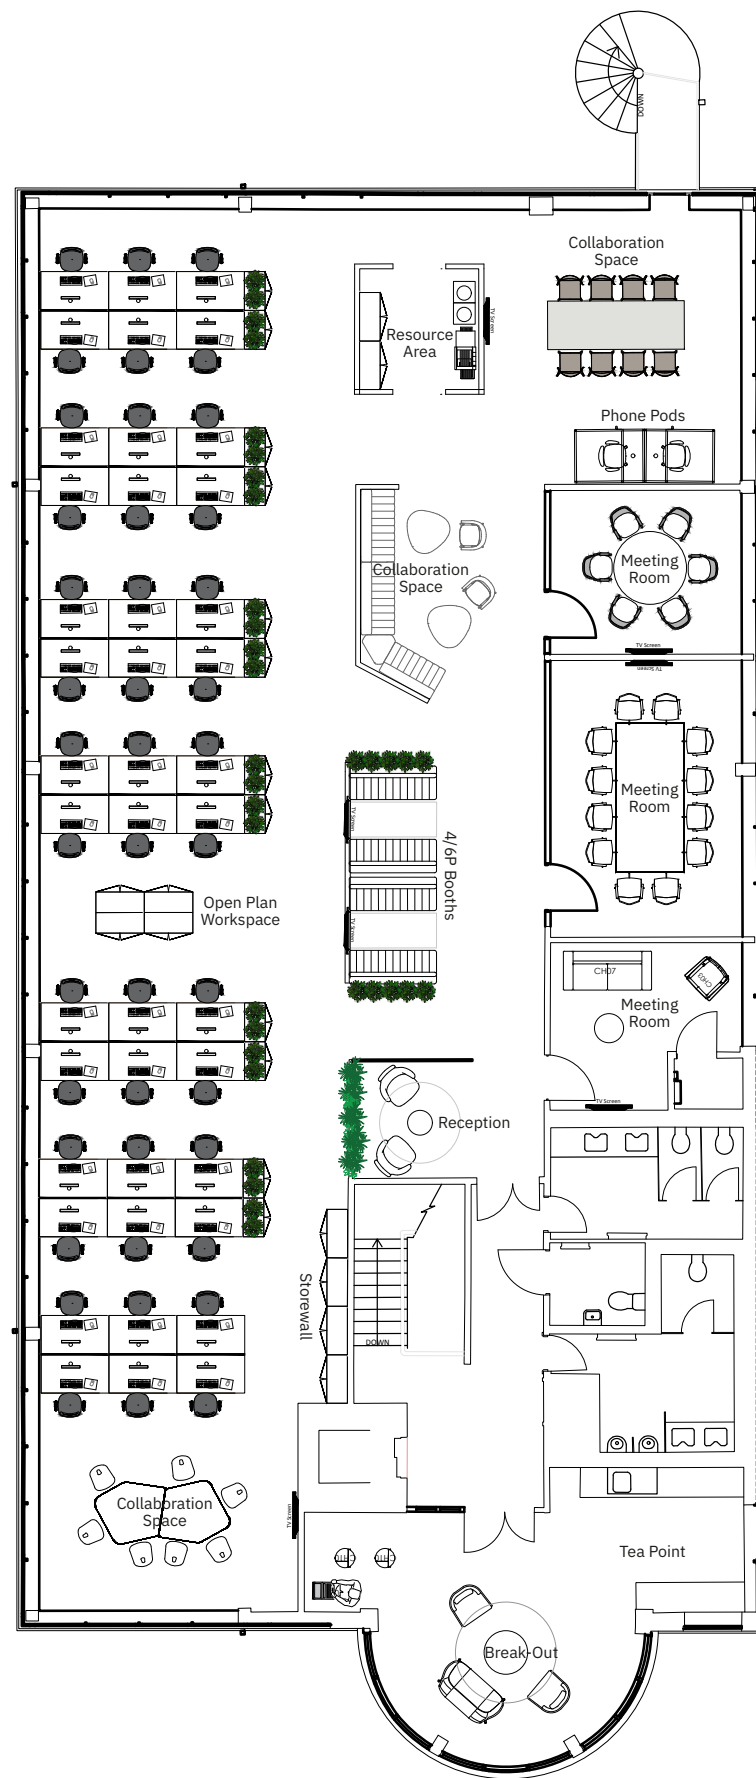 DOWN
Collaboration
Space
TV Screen
Resource
Area
Phone Pods
Collaboration
Space
Meeting
Room
TV Screen
TV Screen
Meeting
Room
TV Screen
4/6P Booths
TV Screen
Open Plan
Workspace
CH07
CH03
Meeting
Room
TV Screen
Reception
Storewall
DOWN
Collaboration
Space
TV Screen
Tea Point
Break-Out